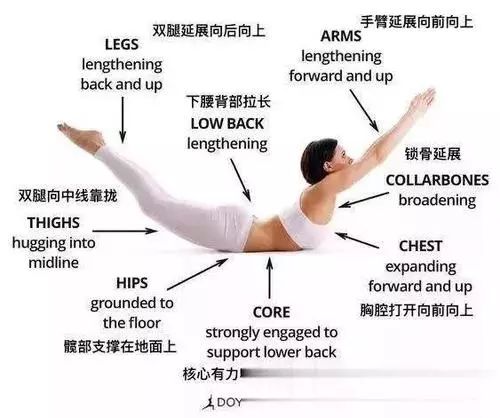 双腿延展向后向上
LEGS
lengthening
back and up
手臂延展向前向上
ARMS
lengthening
forward and up
下腰背部拉长
LOW BACK
lengthening
锁骨延展
COLLARBONES
broadening
双腿向中线靠拢
THIGHS
hugging into
midline
CHEST
expanding
forward and up
胸腔打开向前向上
HIPS
grounded to
the floor
髋部支撑在地面上
CORE
strongly engaged to
support lower back
核心有力
DOY